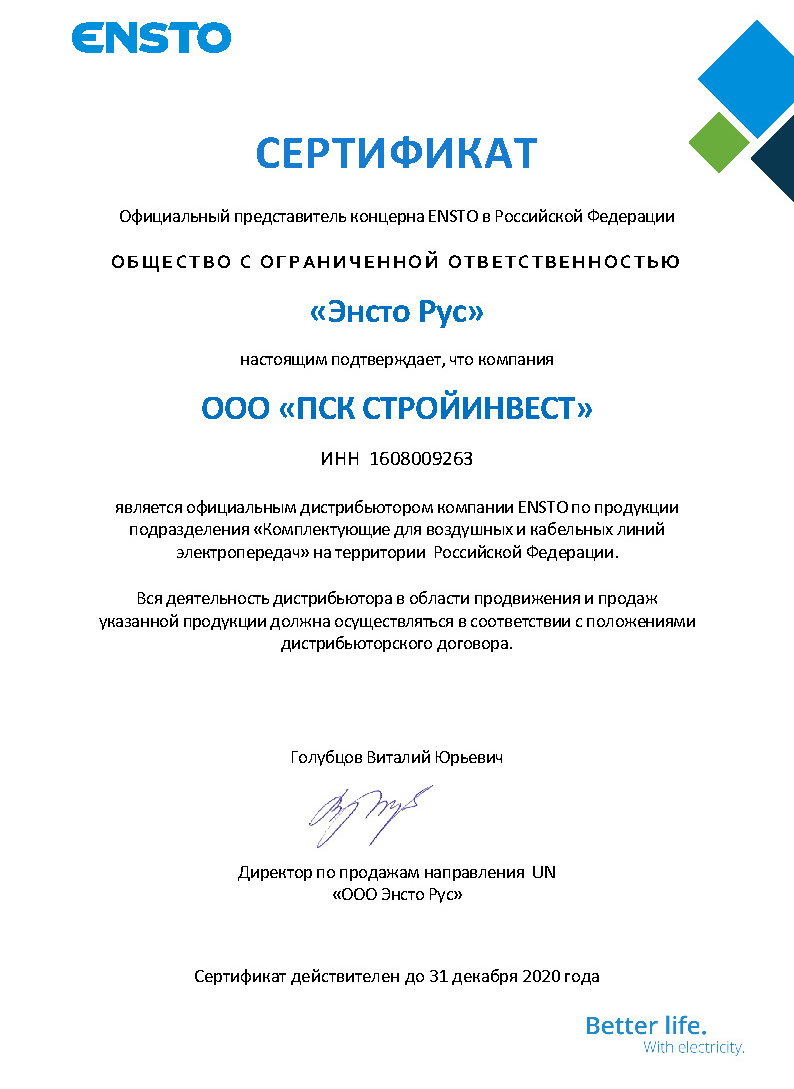 ENSTO
СЕРТИФИКАТ
Официальный представитель концерна ENSTO в Российской Федерации
ОБЩЕСТВО С ОГРАНИЧЕННОЙ ОТВЕТСТВЕННОСТЬЮ
«Энсто Рус»
настоящим подтверждает, что компания
ООО «ПСК СТРОЙИНВЕСТ»
ИНН 1608009263
является официальным дистрибьютором компании ENSTO по продукции
подразделения «Комплектующие для воздушных и кабельных линий
электропередач» на территории Российской Федерации.
Вся деятельность дистрибьютора в области продвижения и продаж
указанной продукции должна осуществляться в соответствии с положениями
дистрибьюторского договора.
Голубцов Виталий Юрьевич
Директор по продажам направления UN
«ООО Энсто Рус»
Сертификат действителен до 31 декабря 2020 года
Better life.
With electricity.